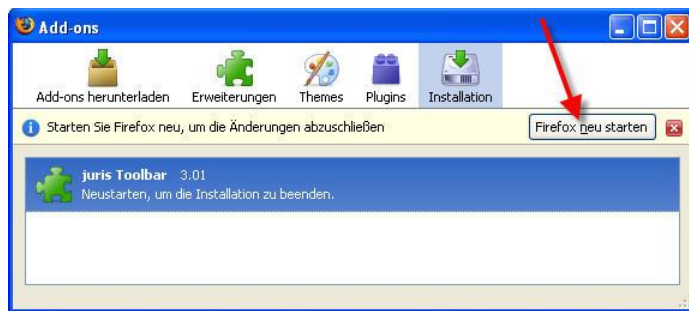 Add-ons
Add-ons herunterladen Erweiterungen Themes Plugins Installation
Starten Sie Firefox neu, um die Änderungen abzuschließen Firefox neu starten
juris Toolbar 3.01
Neustarten, um die Installation zu beenden.